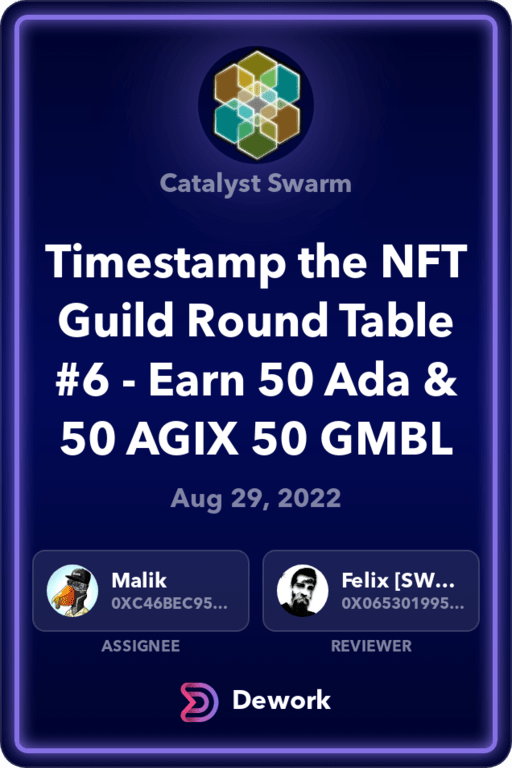 Catalyst Swarm
Timestamp the NFT
Guild Round Table
#6 - Earn 50 Ada &
50 AGIX 50 GMBL
Aug 29, 2022
Malik
0XC46BEC95...
ASSIGNEE
Felix [SW...
0X065301995...
REVIEWER
Dework